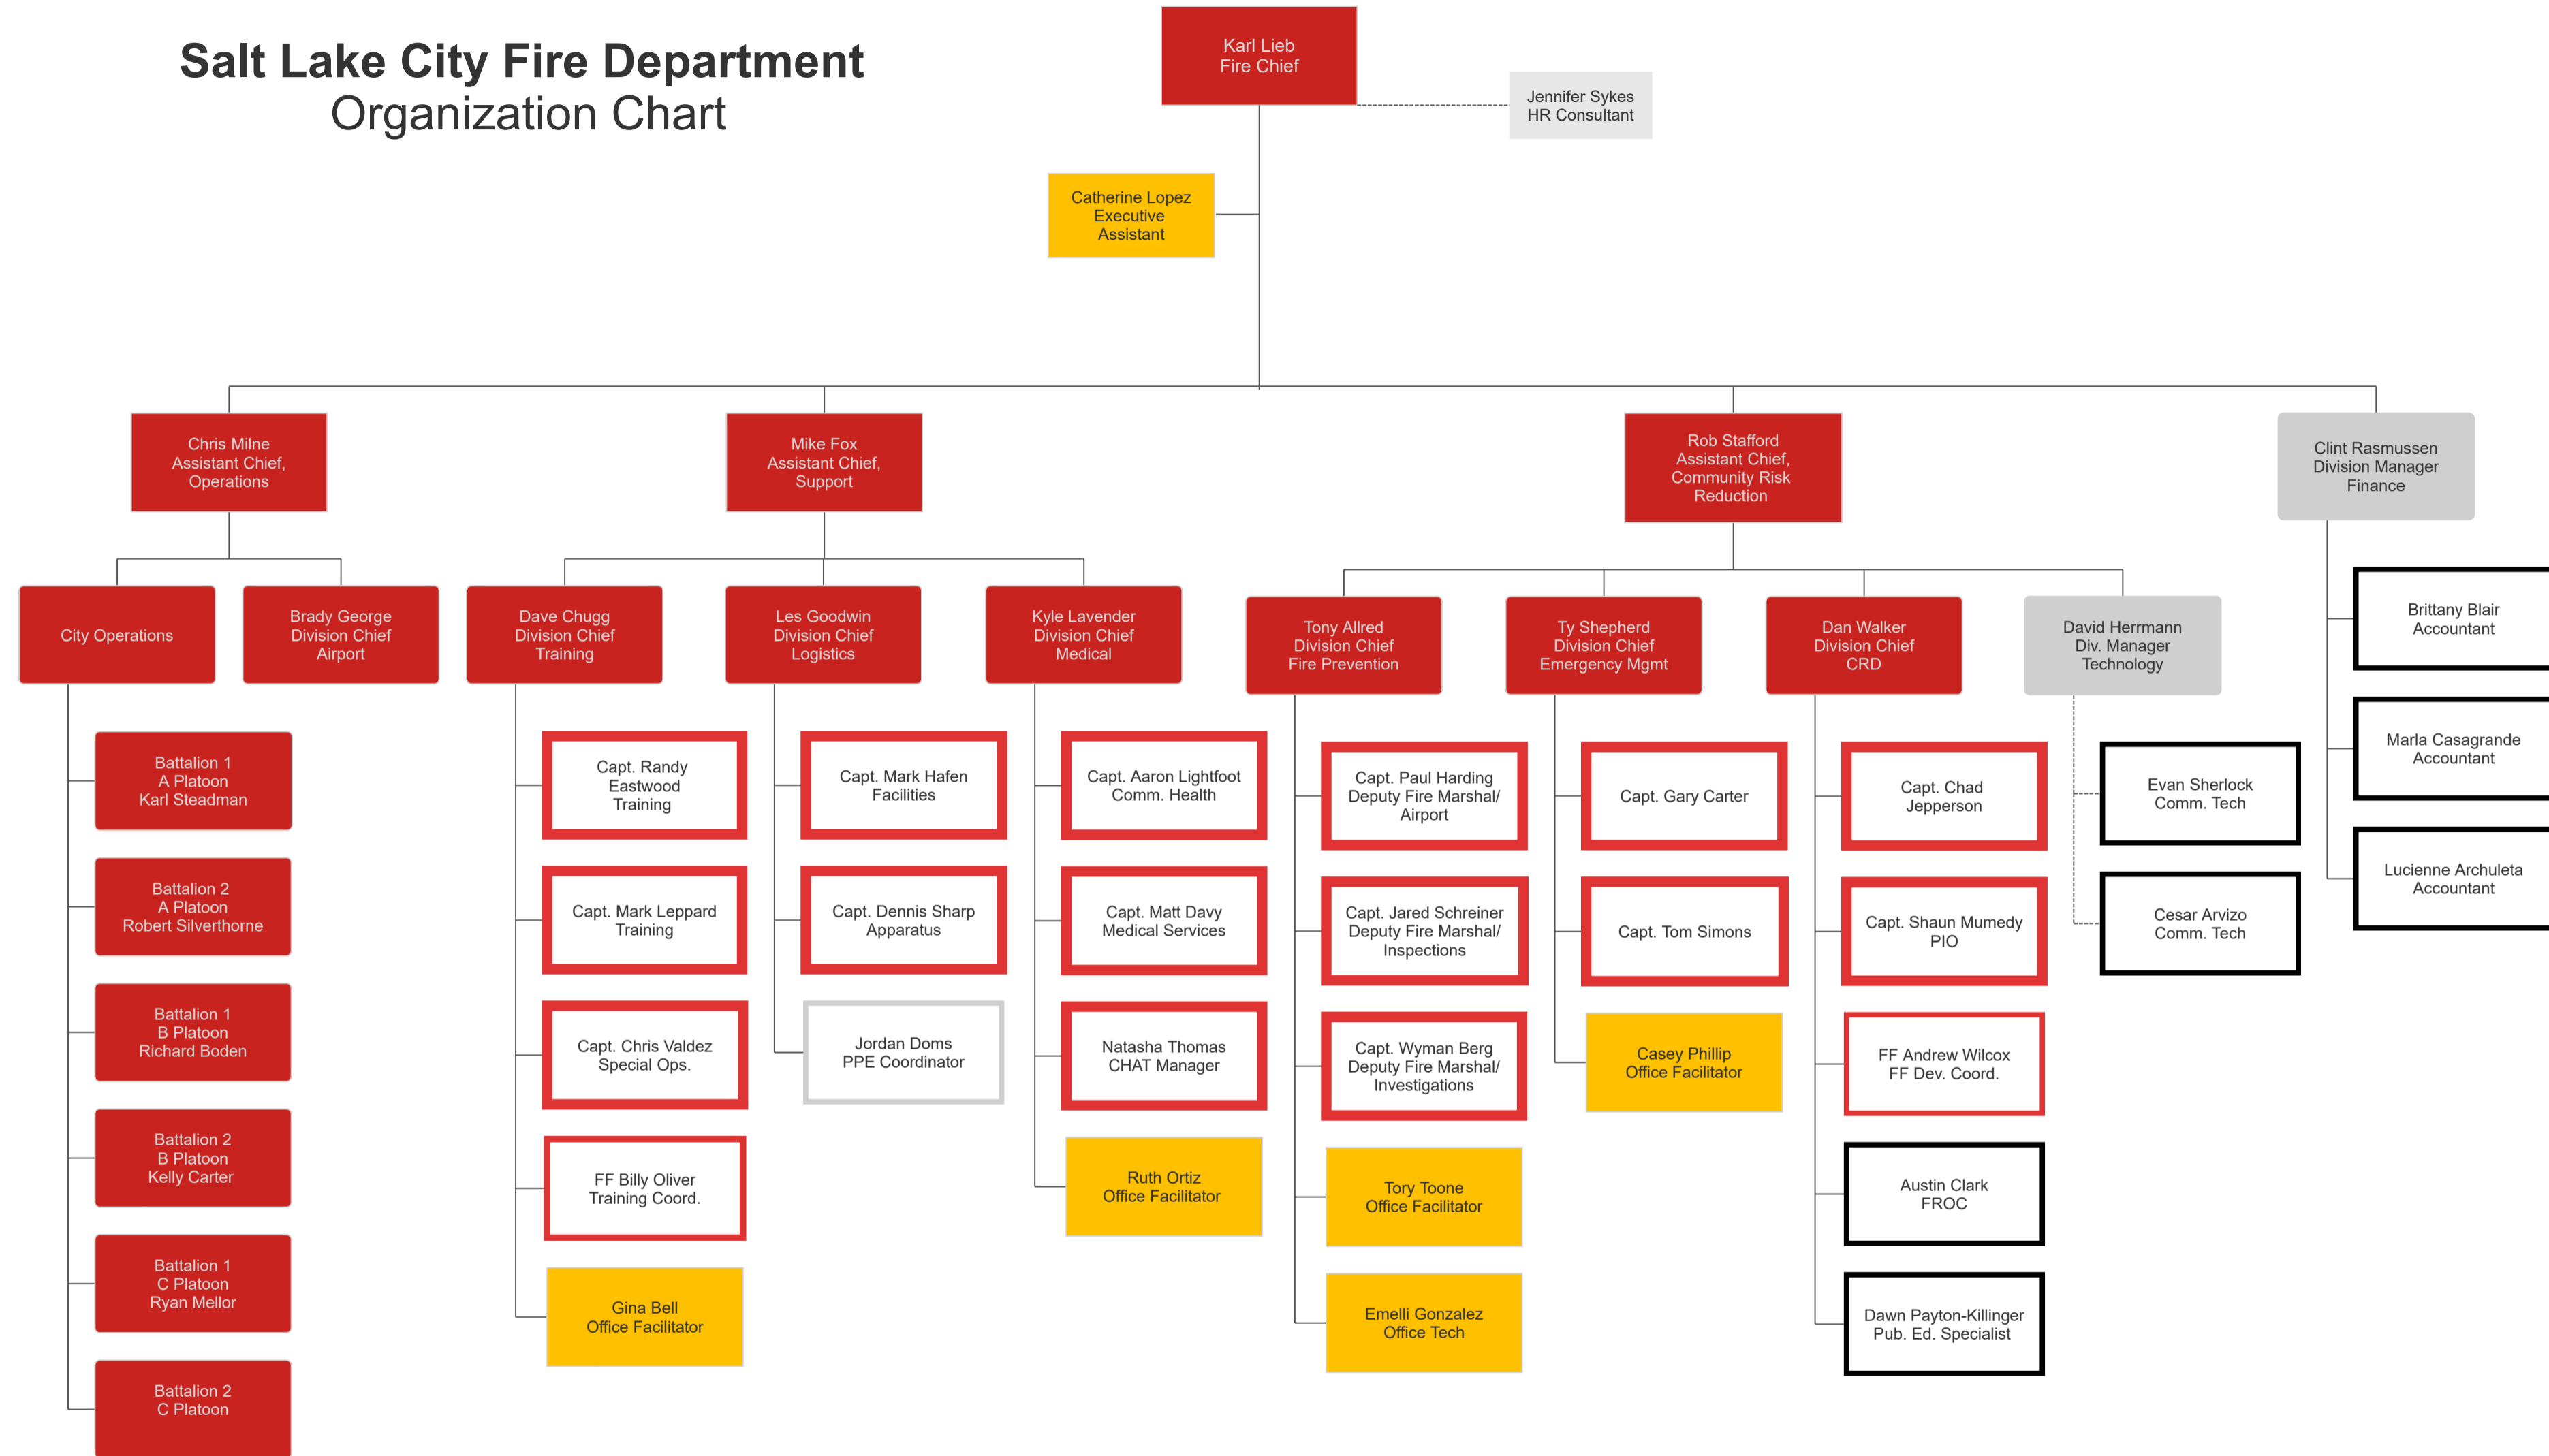 Salt Lake City Fire Department
Organization Chart
Karl Lieb
Fire Chief
Jennifer Sykes
HR Consultant
Catherine Lopez
Executive
Assistant
Chris Milne
Assistant Chief,
Operations
Mike Fox
Assistant Chief,
Support
Rob Stafford
Assistant Chief,
Community Risk
Reduction
Clint Rasmussen
Division Manager
Finance
City Operations
Brady George
Division Chief
Airport
Dave Chugg
Division Chief
Training
Les Goodwin
Division Chief
Logistics
Kyle Lavender
Division Chief
Medical
Tony Allred
Division Chief
Fire Prevention
Ty Shepherd
Division Chief
Emergency Mgmt
Dan Walker
Division Chief
CRD
David Herrmann
Div. Manager
Technology
Battalion 1
A Platoon
Karl Steadman
Battalion 2
A Platoon
Robert Silverthorne
Battalion 1
B Platoon
Richard Boden
Battalion 2
B Platoon
Kelly Carter
Battalion 1
C Platoon
Ryan Mellor
Battalion 2
C Platoon
Capt. Randy
Eastwood
Training
Capt. Mark Leppard
Training
Capt. Chris Valdez
Special Ops.
FF Billy Oliver
Training Coord.
Gina Bell
Office Facilitator
Capt. Mark Hafen
Facilities
Capt. Dennis Sharp
Apparatus
Jordan Doms
PPE Coordinator
Capt. Aaron Lightfoot
Comm. Health
Capt. Matt Davy
Medical Services
Natasha Thomas
CHAT Manager
Ruth Ortiz
Office Facilitator
Capt. Paul Harding
Deputy Fire Marshal/
Airport
Capt. Jared Schreiner
Deputy Fire Marshal/
Inspections
Capt. Wyman Berg
Deputy Fire Marshal/
Investigations
Tory Toone
Office Facilitator
Emelli Gonzalez
Office Tech
Capt. Gary Carter
Capt. Tom Simons
Casey Phillip
Office Facilitator
Capt. Chad
Jepperson
Capt. Shaun Mumedy
PIO
FF Andrew Wilcox
FF Dev. Coord.
Austin Clark
FROC
Dawn Payton-Killinger
Pub. Ed. Specialist
Evan Sherlock
Comm. Tech
Cesar Arvizo
Comm. Tech
Brittany Blair
Accountant
Marla Casagrande
Accountant
Lucienne Archuleta
Accountant